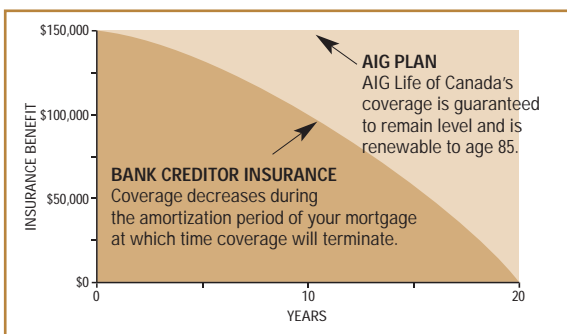 $150,000
AIG PLAN
AIG Life of Canada's
coverage is guaranteed
to remain level and is
renewable to age 85.
$100,000
INSURANCE BENEFIT
BANK CREDITOR INSURANCE
Coverage decreases during
the amortization period of your mortgage
at which time coverage will terminate.
$50,000
$0
0
10
20
YEARS